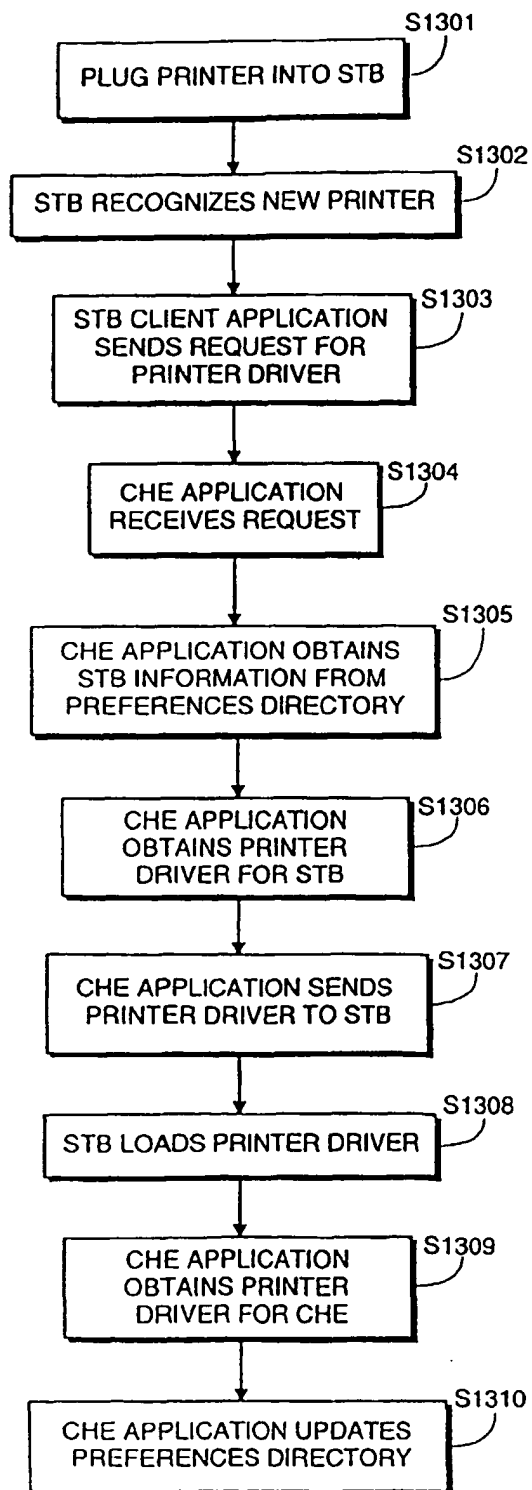 S1301
PLUG PRINTER INTO STB
S1302
STB RECOGNIZES NEW PRINTER
S1303
STB CLIENT APPLICATION
SENDS REQUEST FOR
PRINTER DRIVER
S1304
CHE APPLICATION
RECEIVES REQUEST
S1305
CHE APPLICATION OBTAINS
STB INFORMATION FROM
PREFERENCES DIRECTORY
S1306
CHE APPLICATION
OBTAINS PRINTER
DRIVER FOR STB
S1307
CHE APPLICATION SENDS
PRINTER DRIVER TO STB
S1308
STB LOADS PRINTER DRIVER
S1309
CHE APPLICATION
OBTAINS PRINTER
DRIVER FOR CHE
S1310
CHE APPLICATION UPDATES
PREFERENCES DIRECTORY